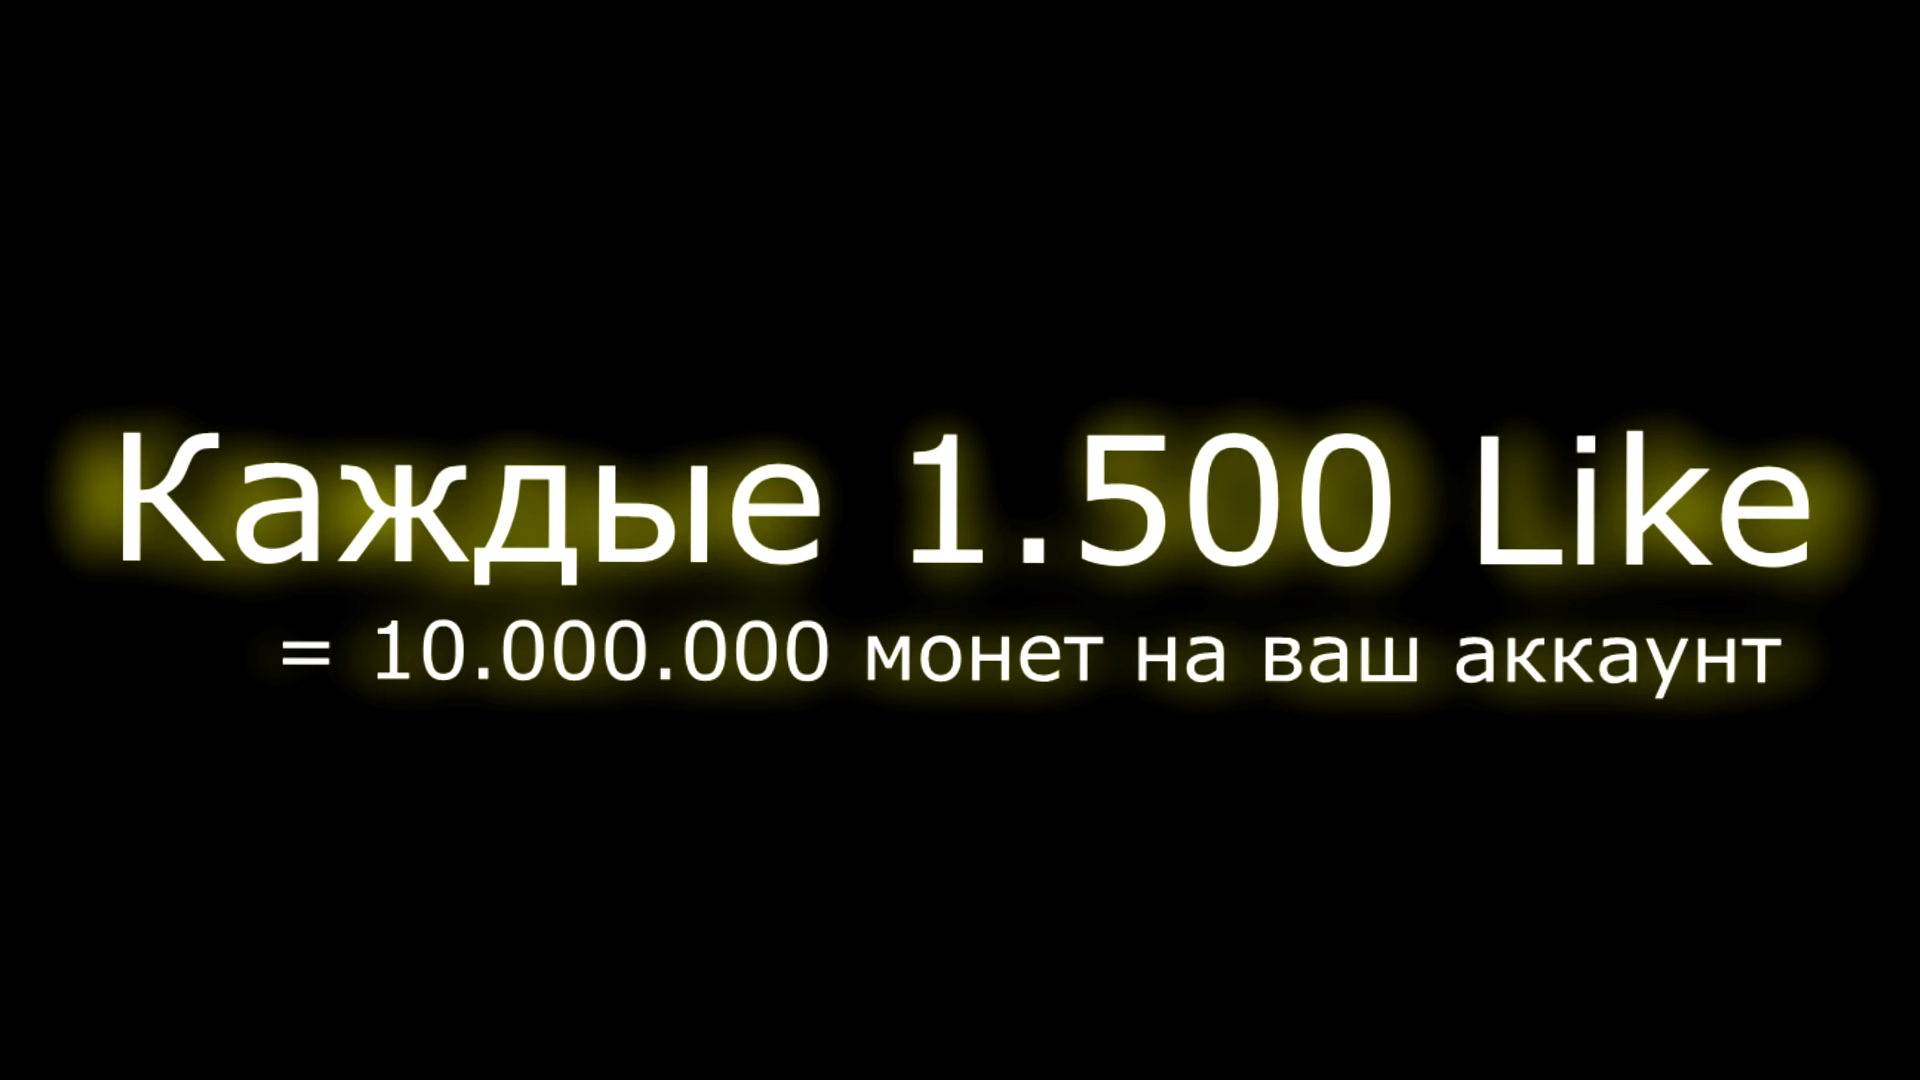 Каждые 1.500 Like
= 10.000.000 монет на ваш аккаунт